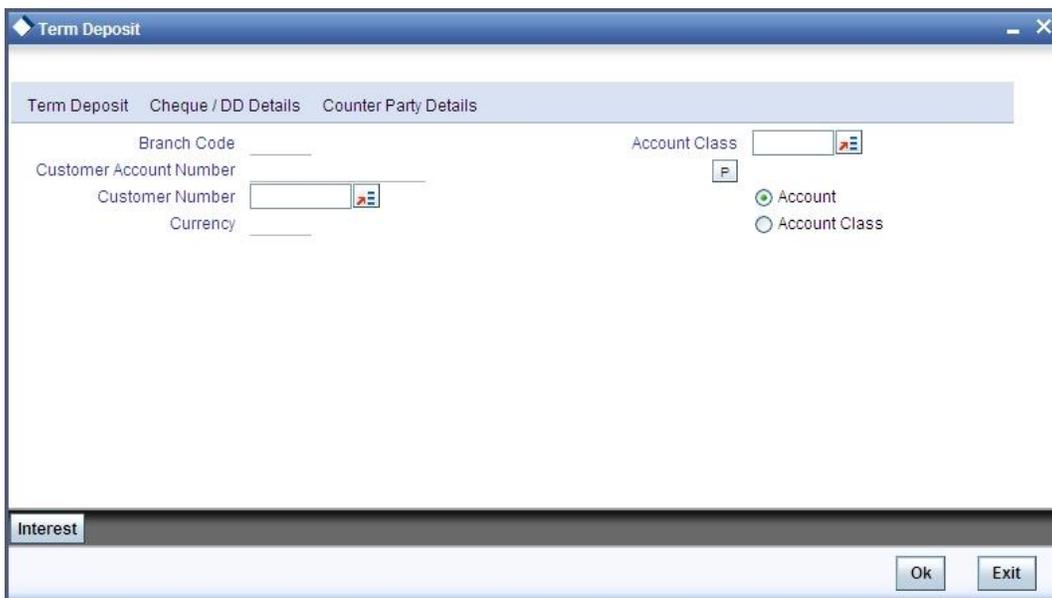 Term Deposit
Term Deposit Cheque / DD Details Counter Party Details
Branch Code
Account Class
Customer Account Number
P
Customer Number
Account
Currency
Account Class
Interest
Ok Exit